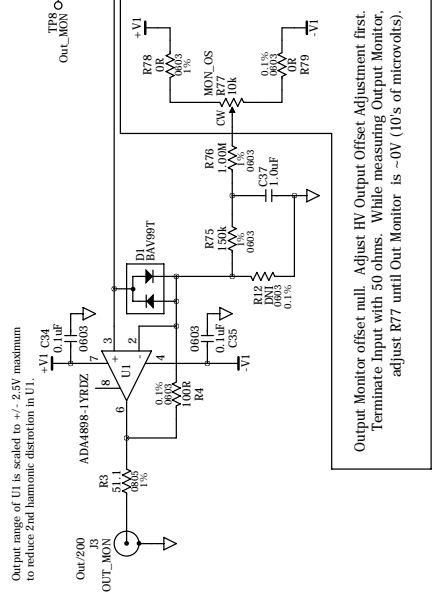 Output range of U1 is scaled to +/- 2.5V maximum
to reduce 2nd harmonic distrotion in U1.
TP8
Out_MON
+V1
C34
0.1uF
0603
ADA4898-1YRDZ
7
8
3
+
U1
-
2
6
4
D1
BAV99T
Out/200
J3
OUT_MON
R3
51.1
0805
1%
0.1%
0603
100R
R4
0603
0.1uF
C35
-V1
R75
150k
1%
0603
R12
DNI
0603
0.1%
R76
1.00M
1%
0603
C37
1.0uF
+V1
R78
0R
0603
1%
MON_OS
R77
10k
CW
0.1%
0603
0R
R79
-V1
Output Monitor offset null. Adjust HV Output Offset Adjustment first.
Terminate Input with 50 ohms. While measuring Output Monitor,
adjust R77 until Out Monitor is ~0V (10's of microvolts).